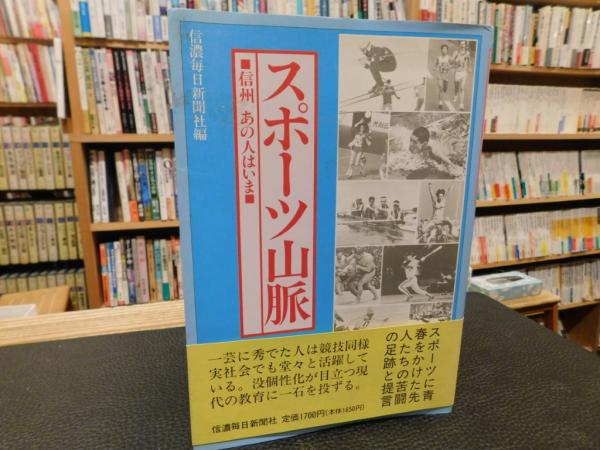 信濃毎日新聞社編
スポーツ山脈
■信州 あの人はいま■
スポーツに青
春をかけた先
人たちの苦闘
の足跡と提言
一芸に秀でた人は競技同様
実社会でも堂々と活躍して
いる。没個性化が目立つ現
代の教育に一石を投ずる。
信濃毎日新聞社 定価1700円(本体1650円)